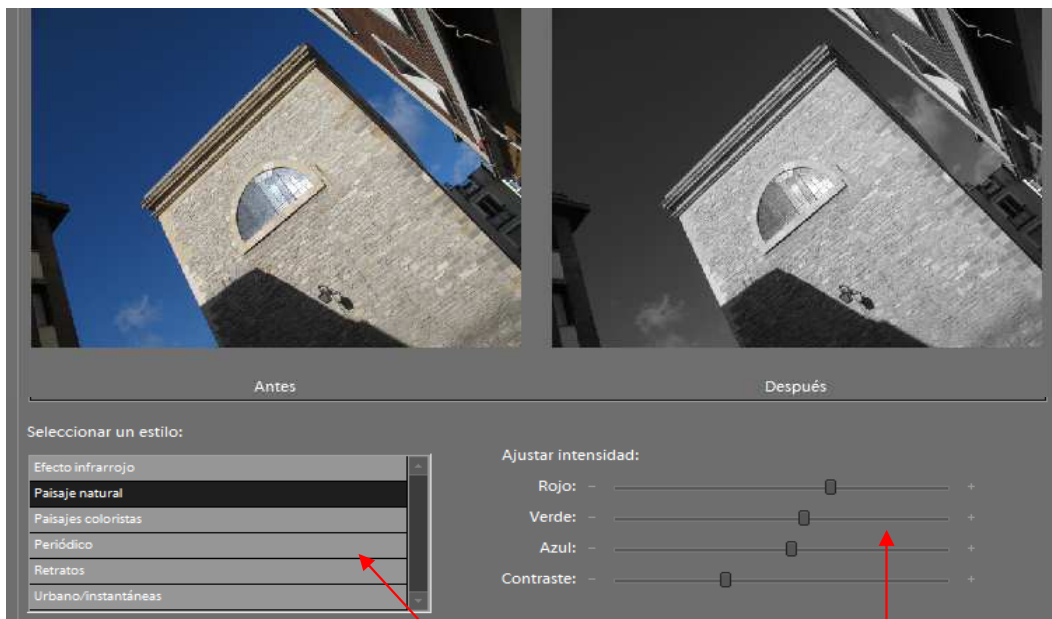 Antes
Después
Seleccionar un estilo:
Efecto infrarrojo
Paisaje natural
Paisajes coloristas
Periódico
Retratos
Urbano/instantáneas
Ajustar intensidad:
Rojo: - +
Verde: - +
Azul: - +
Contraste: - +